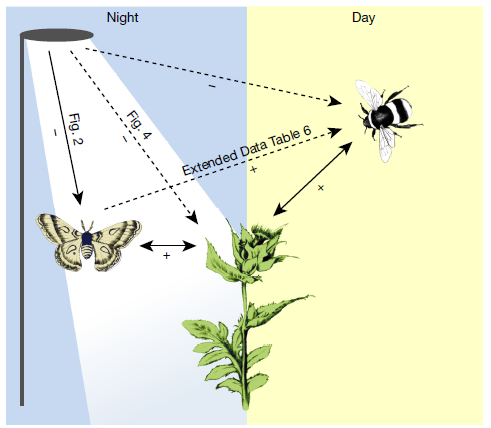 Night
Day
–
Fig. 2
–
Fig. 4
–
Extended Data Table 6
+
+
+